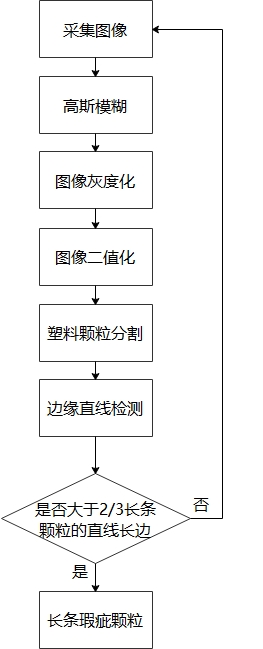 采集图像
高斯模糊
图像灰度化
图像二值化
塑料颗粒分割
边缘直线检测
是否大于2/3长条
颗粒的直线长边
否
是
长条瑕疵颗粒